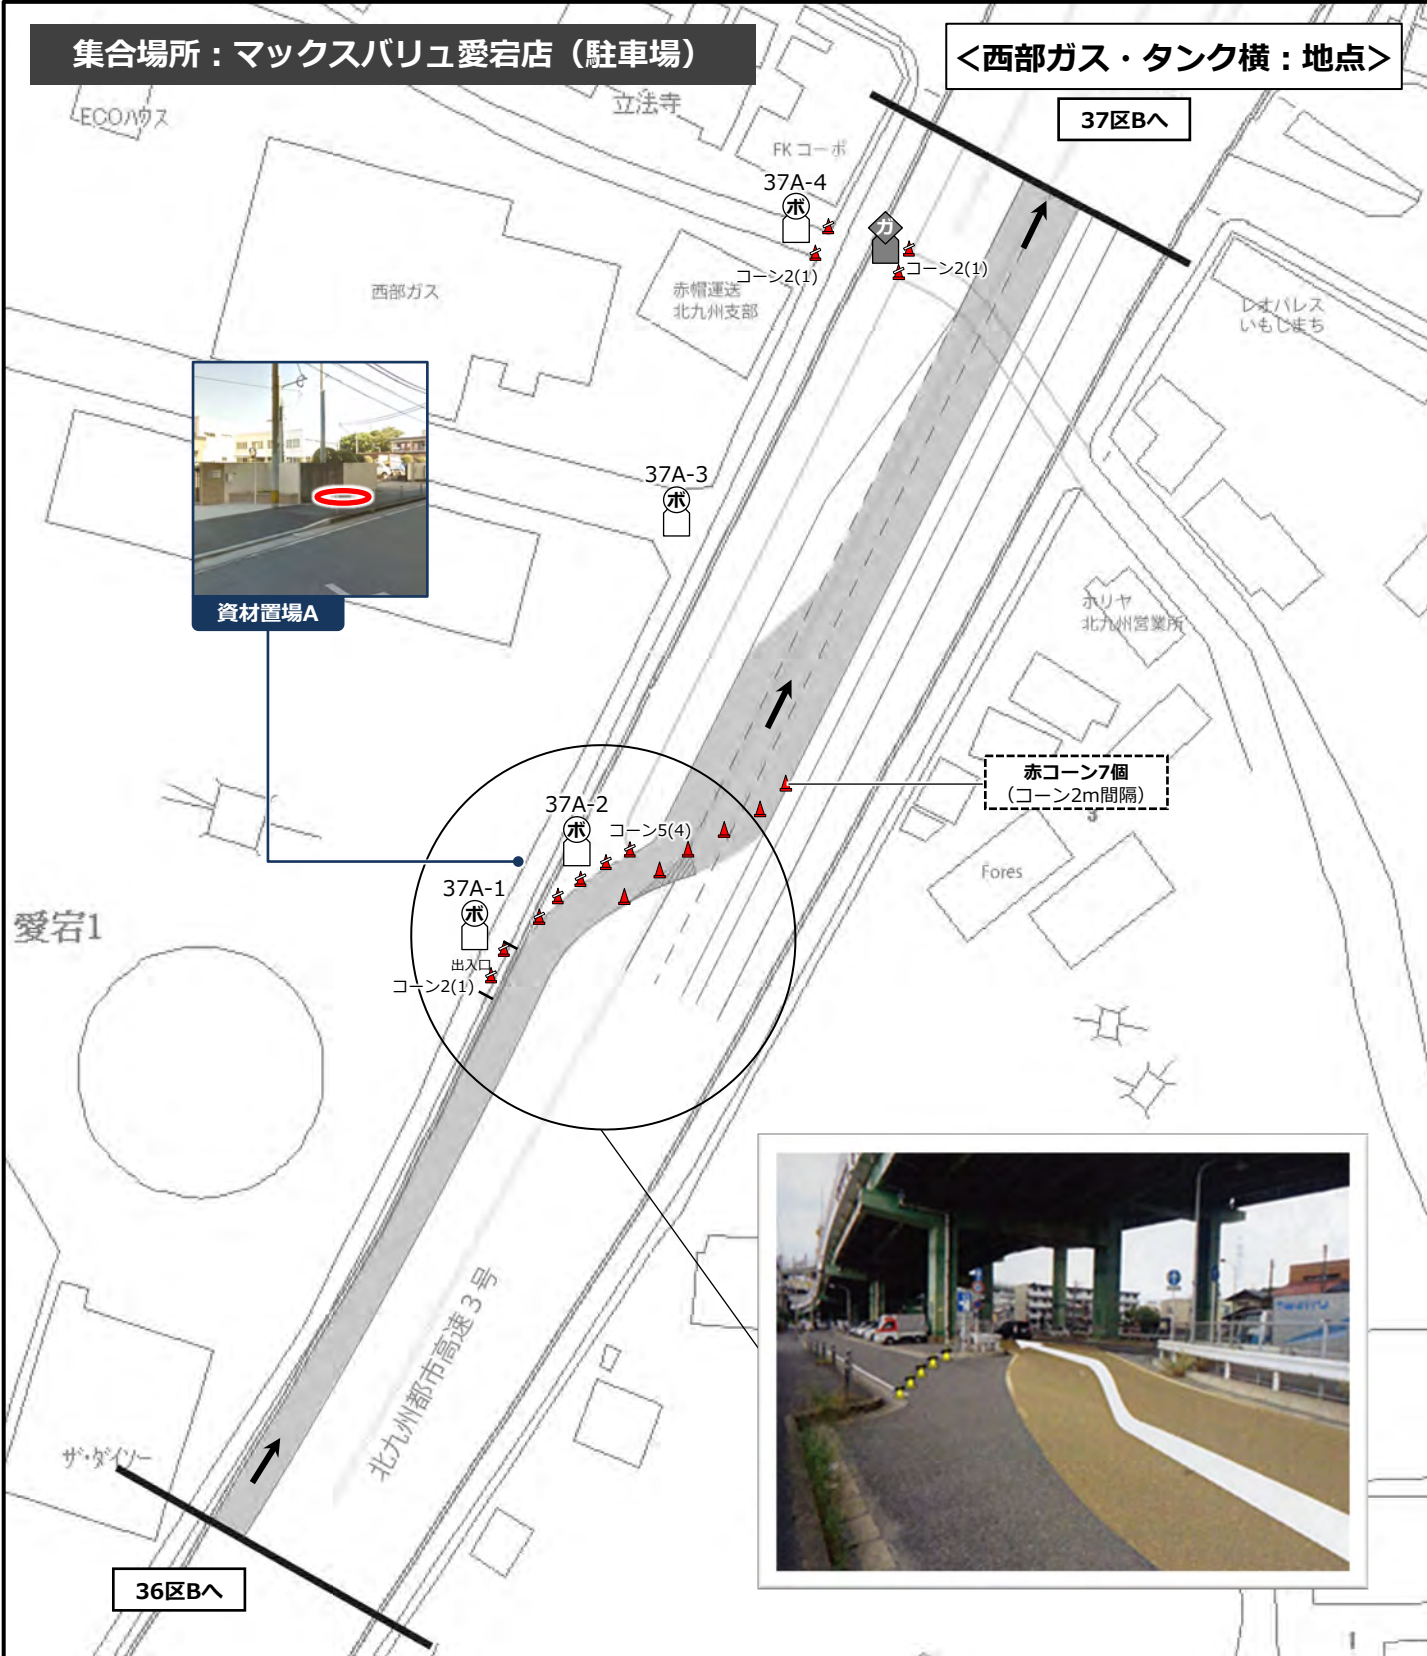 集合場所：マックスバリュ愛宕店（駐車場）
<西部ガス・タンク横：地点>
37区Bへ
ECOハウス
立法寺
FKコーポ
37A-4
ボ
コーン2(1)
ガ
コーン2(1)
西部ガス
赤帽運送
北九州支部
レオパレス
いもじまち
37A-3
ボ
資材置場A
ホリヤ
北九州営業所
赤コーン7個
（コーン2m間隔）
3
37A-2
ボ
コーン5(4)
Fores
37A-1
ボ
出入口
コーン2(1)
愛宕1
北九州都市高速3号
ザ・ダイソー
36区Bへ